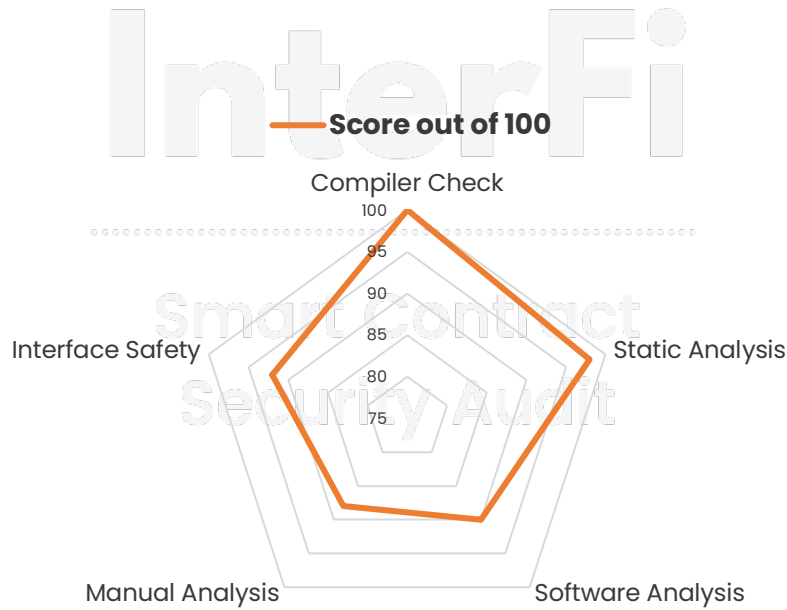 InterFi
Score out of 100
Compiler Check
100
95
90
Smart Contract
85
Interface Safety
Static Analysis
80
Security Audit
75
Manual Analysis
Software Analysis